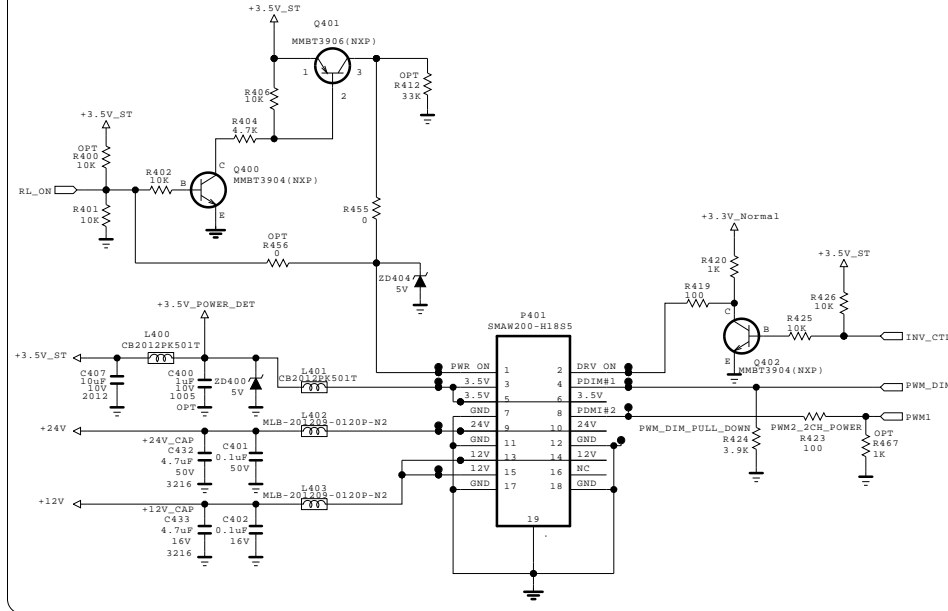 +3.5V_ST
Q401
MMBT3906(NXP)
1
3
2
OPT
R412
33K
R406
10K
R404
4.7K
+3.5V_ST
OPT
R400
10K
R402
10K
RL_ON
R401
10K
C
B
E
Q400
MMBT3904(NXP)
R455
0
OPT
R456
0
ZD404
5V
+3.3V_Normal
R420
1K
+3.5V_ST
R419
100
R426
10K
C
B
E
R425
10K
INV_CTL
Q402
MMBT3904(NXP)
+3.5V_POWER_DET
L400
CB2012PK501T
+3.5V_ST
C407
10uF
10V
2012
C400
1uF
10V
1005
OPT
ZD400
5V
L401
CB2012PK501T
P401
SMAW200-H18S5
PWR ON
1
2
DRV ON
3.5V
3
4
PDIM#1
3.5V
5
6
3.5V
GND
7
8
PDMI#2
24V
9
10
24V
GND
11
12
GND
12V
13
14
12V
12V
15
16
NC
GND
17
18
GND
19
.
PWM_DIM
PWM_DIM_PULL_DOWN
R424
3.9K
PWM2_2CH_POWER
R423
100
PWM1
OPT
R467
1K
+24V
L402
MLB-201209-0120P-N2
+24V_CAP
C432
4.7uF
50V
3216
C401
0.1uF
50V
+12V
L403
MLB-201209-0120P-N2
+12V_CAP
C433
4.7uF
16V
3216
C402
0.1uF
16V